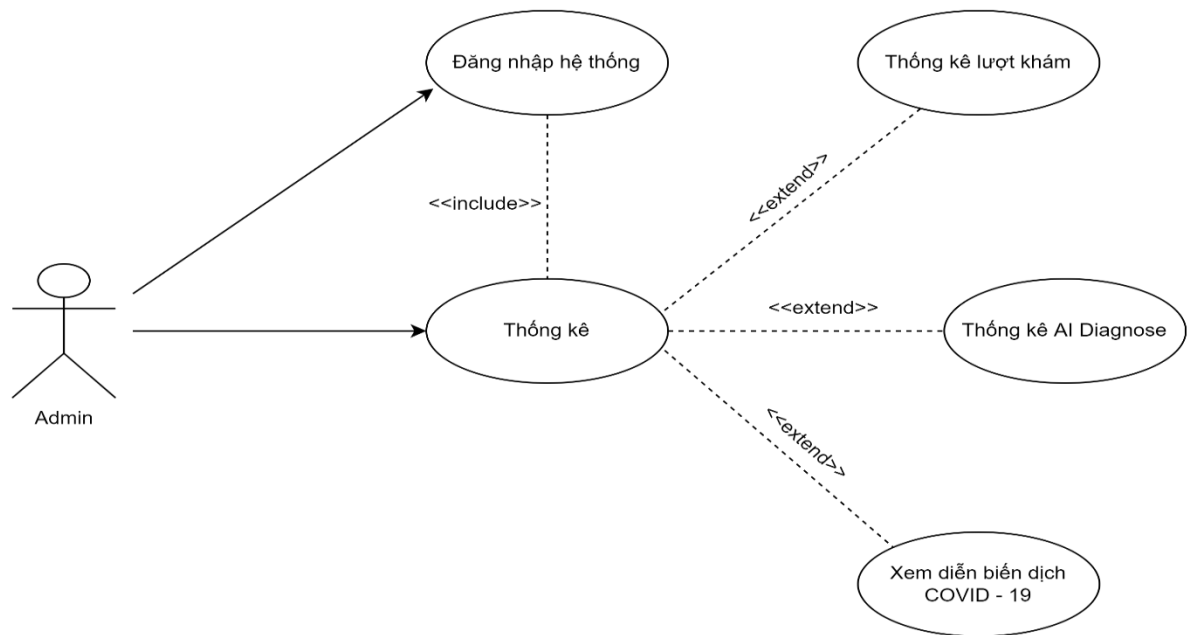 Đăng nhập hệ thống
Thống kê lượt khám
<<include>>
<<extend>>
Thống kê
<<extend>>
Thống kê AI Diagnose
Admin
<<extend>>
Xem diễn biến dịch
COVID - 19